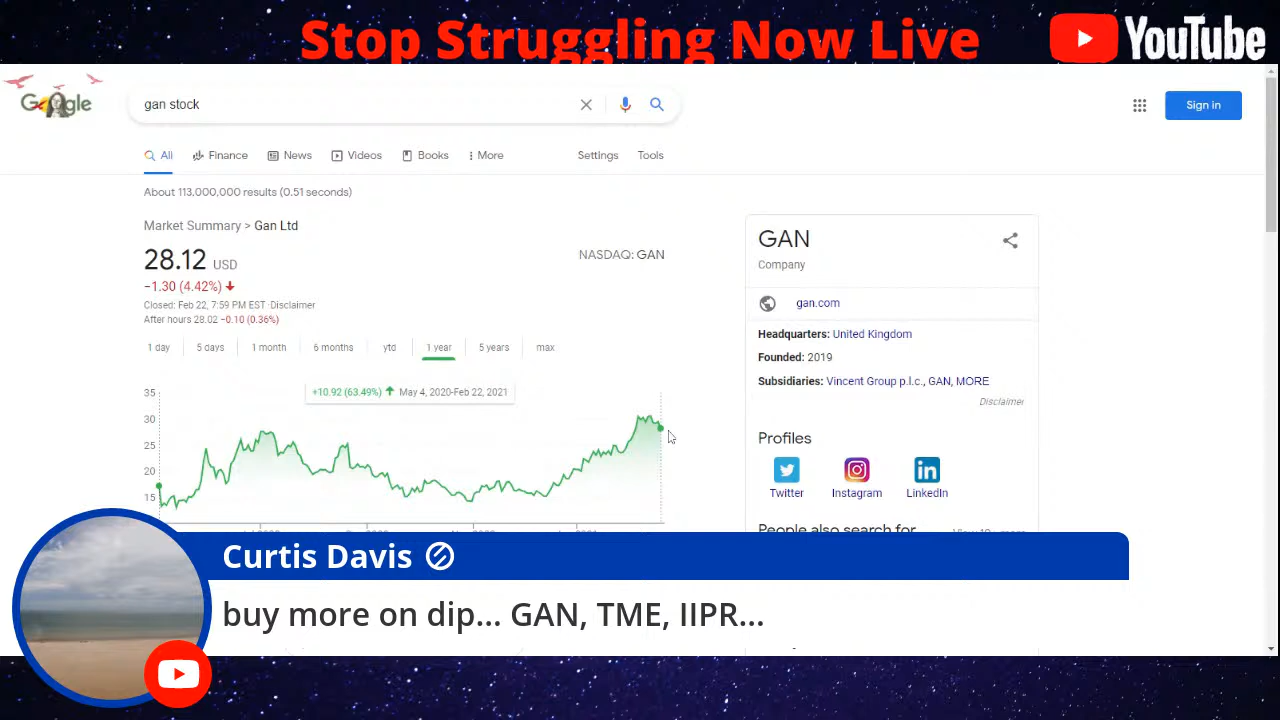 Stop Struggling Now Live
YouTube
Google
gan stock
Sign in
All Finance News Videos Books More Settings Tools
About 113,000,000 results (0.51 seconds)
Market Summary > Gan Ltd
28.12 USD
NASDAQ: GAN
−1.30 (4.42%)
Closed: Feb 22, 7:59 PM EST · Disclaimer
After hours 28.02 −0.10 (0.36%)
1 day 5 days 1 month 6 months ytd 1 year 5 years max
+10.92 (63.49%) May 4, 2020-Feb 22, 2021
35
30
25
20
15
GAN
Company
gan.com
Headquarters: United Kingdom
Founded: 2019
Subsidiaries: Vincent Group p.l.c., GAN, MORE
Disclaimer
Profiles
Twitter Instagram LinkedIn
People also search for
Curtis Davis
buy more on dip... GAN, TME, IIPR...